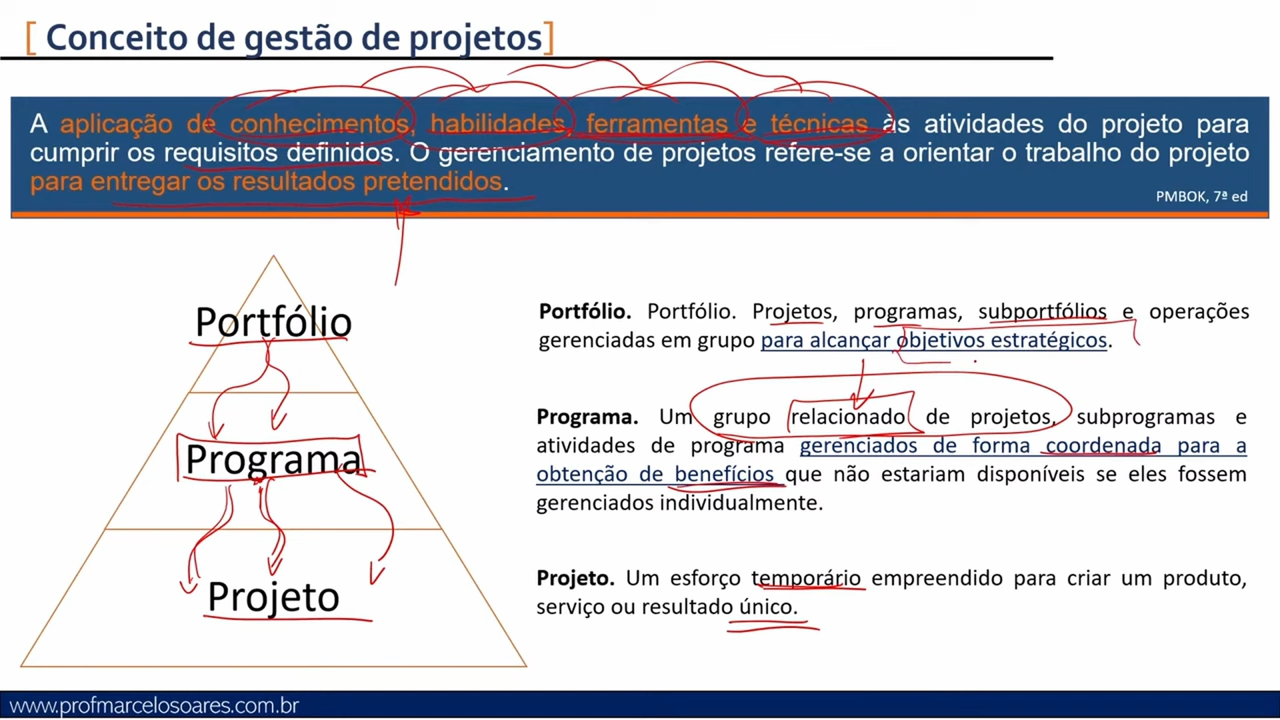 [ Conceito de gestão de projetos]
A aplicação de conhecimentos, habilidades, ferramentas e técnicas às atividades do projeto para
cumprir os requisitos definidos. O gerenciamento de projetos refere-se a orientar o trabalho do projeto
para entregar os resultados pretendidos.
PMBOK, 7ª ed
Portfólio
Programa
Projeto
Portfólio. Portfólio. Projetos, programas, subportfólios e operações
gerenciadas em grupo para alcançar objetivos estratégicos.
Programa. Um grupo relacionado de projetos, subprogramas e
atividades de programa gerenciados de forma coordenada para a
obtenção de benefícios que não estariam disponíveis se eles fossem
gerenciados individualmente.
Projeto. Um esforço temporário empreendido para criar um produto,
serviço ou resultado único.
www.profmarcelosoares.com.br